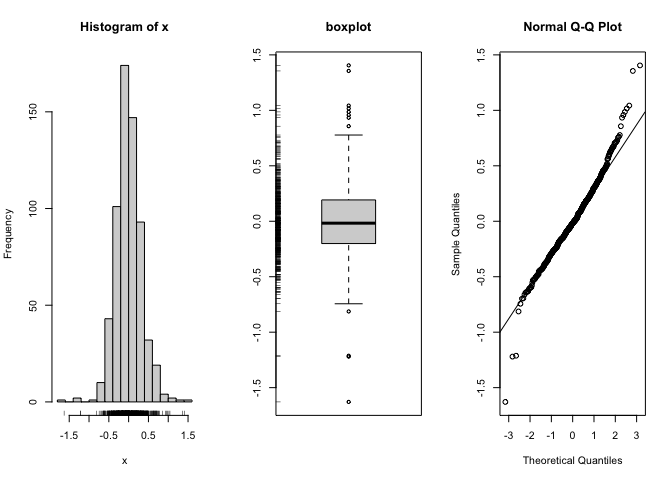 Histogram of x
Frequency
0
50
100
150
-1.5
-0.5
0.5
1.5
x
boxplot
-1.5
-1.0
-0.5
0.0
0.5
1.0
1.5
Normal Q-Q Plot
Sample Quantiles
-1.5
-1.0
-0.5
0.0
0.5
1.0
1.5
-3 -2 -1 0 1 2 3
Theoretical Quantiles